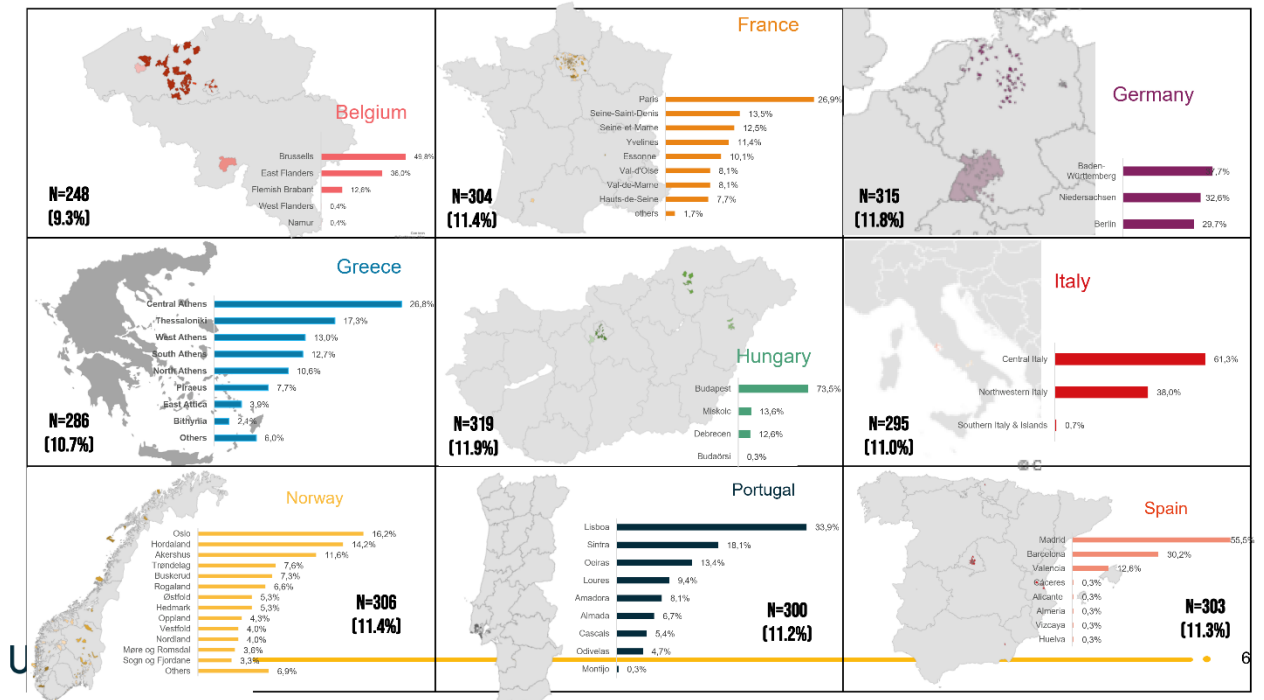 Belgium
Brussells 49,8%
East Flanders 36,0%
Flemish Brabant 12,6%
West Flanders 0,4%
Namur 0,4%
N=248
(9.3%)
France
Paris 26,9%
Seine-Saint-Denis 13,5%
Seine et Marne 12,5%
Yvelines 11,4%
Essonne 10,1%
Val-d'Oise 8,1%
Val-de-Marne 8,1%
Hauts-de-Seine 7,7%
others 1,7%
N=304
(11.4%)
Germany
Baden-
Württemberg 7,7%
Niedersachsen 32,6%
Berlin 29,7%
N=315
(11.8%)
Greece
Central Athens 26,8%
Thessaloniki 17,3%
West Athens 13,0%
South Athens 12,7%
North Athens 10,6%
Piraeus 7,7%
East Attica 3,9%
Bithynia 2,4%
Others 6,0%
N=286
(10.7%)
Hungary
Budapest 73,5%
Miskolc 13,6%
Debrecen 12,6%
Budaörsi 0,3%
N=319
(11.9%)
Italy
Central Italy 61,3%
Northwestern Italy 38,0%
Southern Italy & Islands 0,7%
N=295
(11.0%)
Norway
Oslo 16,2%
Hordaland 14,2%
Akershus 11,6%
Trøndelag 7,6%
Buskerud 7,3%
Rogaland 6,6%
Østfold 5,3%
Hedmark 5,3%
Oppland 4,3%
Vestfold 4,0%
Nordland 4,0%
Møre og Romsdal 3,6%
Sogn og Fjordane 3,3%
Others 6,9%
N=306
(11.4%)
Portugal
Lisboa 33,9%
Sintra 18,1%
Oeiras 13,4%
Loures 9,4%
Amadora 8,1%
Almada 6,7%
Cascais 5,4%
Odivelas 4,7%
Montijo 0,3%
N=300
(11.2%)
Spain
Madrid 55,5%
Barcelona 30,2%
Valencia 12,6%
Cáceres 0,3%
Alicante 0,3%
Almería 0,3%
Vizcaya 0,3%
Huelva 0,3%
N=303
(11.3%)
U
6